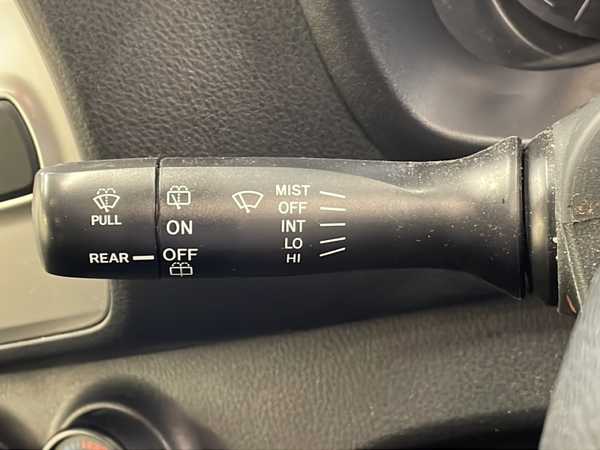 PULL
REAR
ON
OFF
MIST
OFF
INT
LO
HI